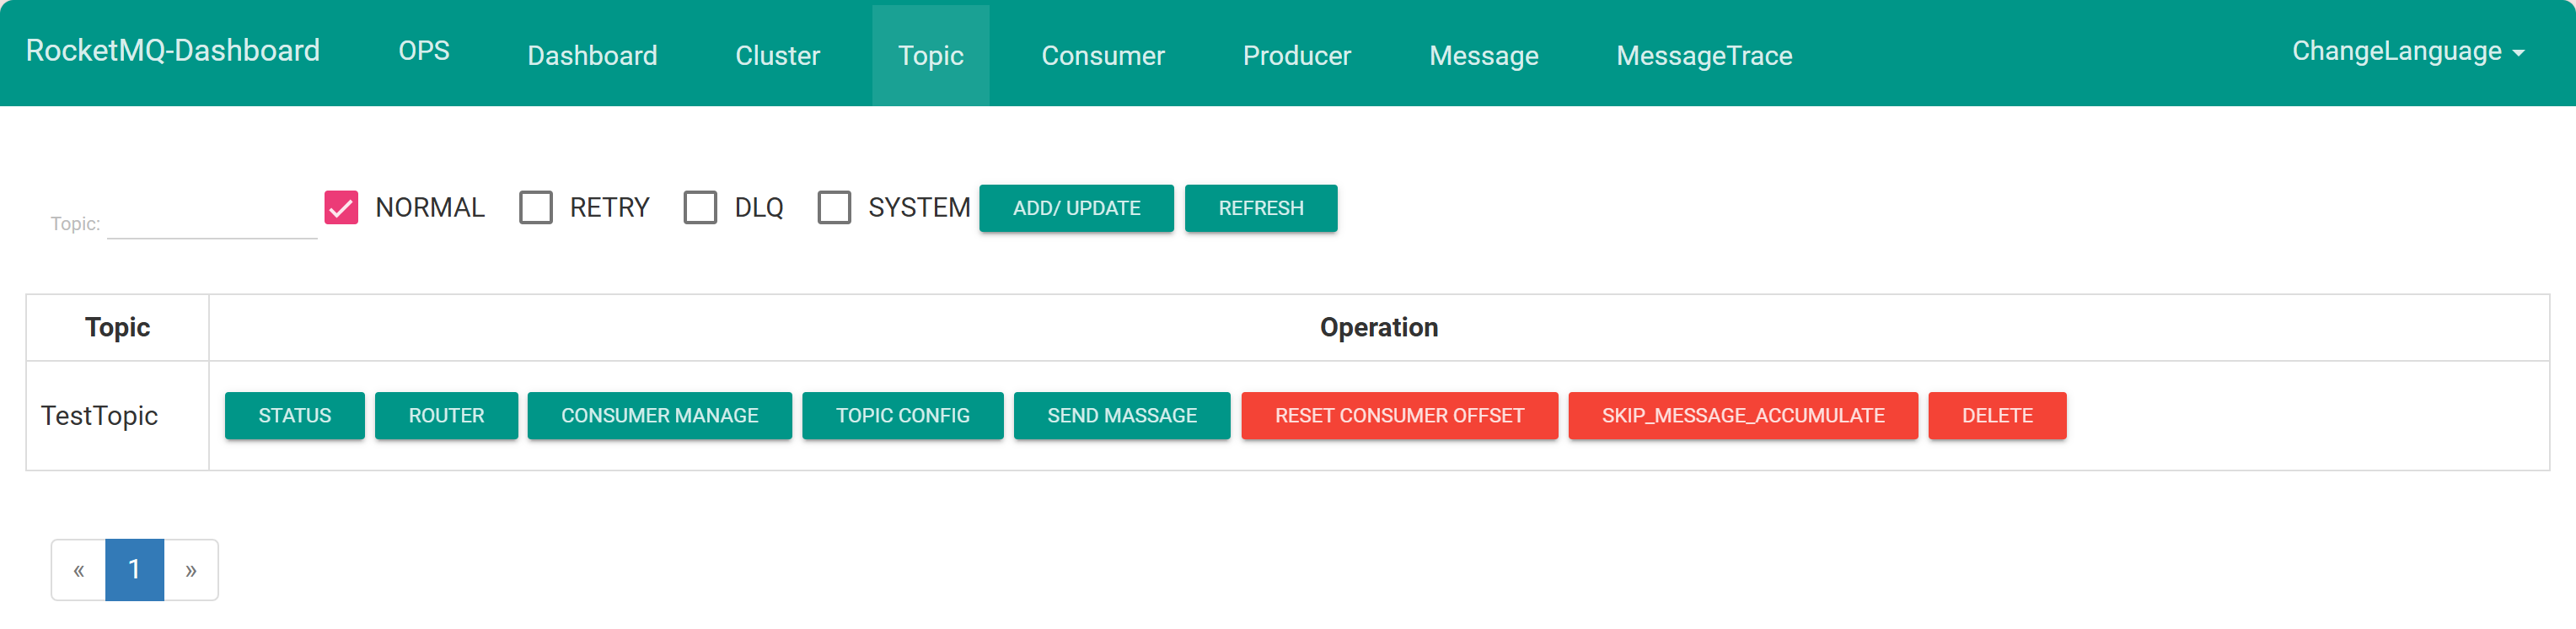 RocketMQ-Dashboard OPS Dashboard Cluster Topic Consumer Producer Message MessageTrace ChangeLanguage
Topic: NORMAL RETRY DLQ SYSTEM ADD/ UPDATE REFRESH
Topic Operation
TestTopic STATUS ROUTER CONSUMER MANAGE TOPIC CONFIG SEND MASSAGE RESET CONSUMER OFFSET SKIP_MESSAGE_ACCUMULATE DELETE
« 1 »